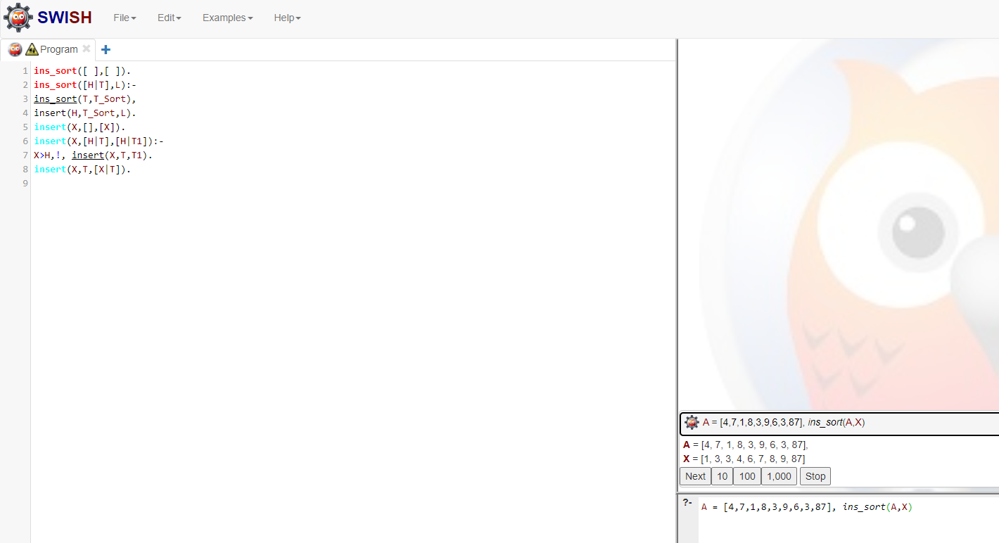 SWISH File Edit Examples Help
Program
1 ins_sort([ ],[ ]).
2 ins_sort([H|T],L):-
3 ins_sort(T,T_Sort),
4 insert(H,T_Sort,L).
5 insert(X,[],[X]).
6 insert(X,[H|T],[H|T1]):-
7 X>H,!, insert(X,T,T1).
8 insert(X,T,[X|T]).
9
A = [4,7,1,8,3,9,6,3,87], ins_sort(A,X)
A = [4, 7, 1, 8, 3, 9, 6, 3, 87],
X = [1, 3, 3, 4, 6, 7, 8, 9, 87]
Next 10 100 1,000 Stop
?- A = [4,7,1,8,3,9,6,3,87], ins_sort(A,X)